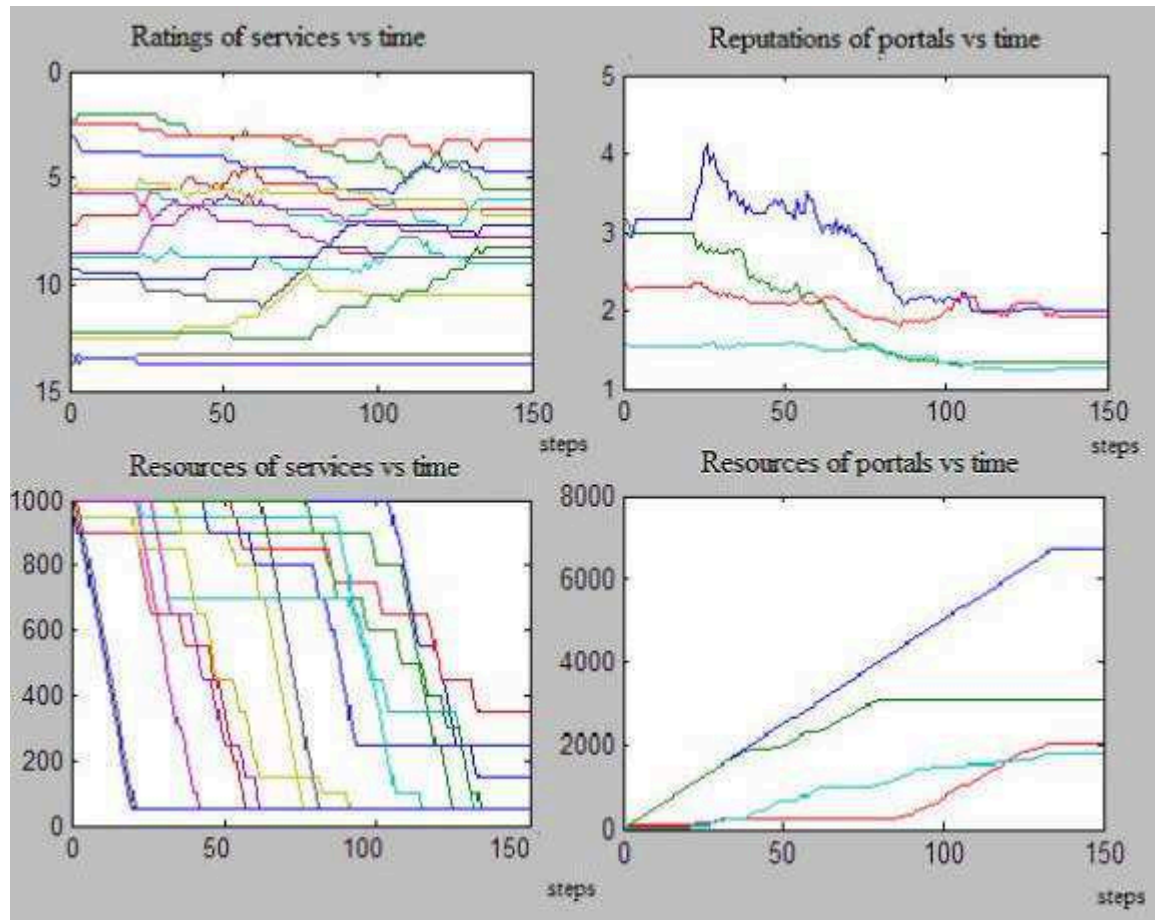 Ratings of services vs time
0
5
10
15
0 50 100 150
steps
Reputations of portals vs time
5
4
3
2
1
0 50 100 150
steps
Resources of services vs time
1000
800
600
400
200
0
0 50 100 150
steps
Resources of portals vs time
8000
6000
4000
2000
0
0 50 100 150
steps